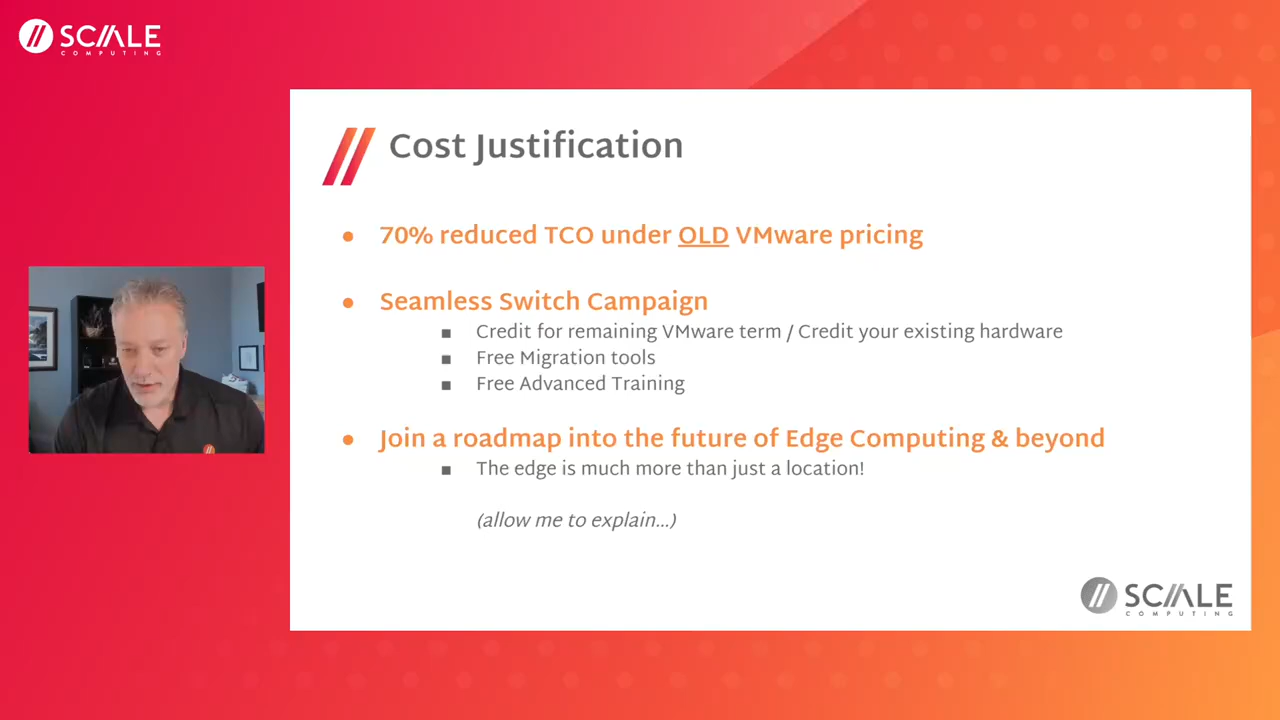 SCALE
COMPUTING
Cost Justification
• 70% reduced TCO under OLD VMware pricing
• Seamless Switch Campaign
■ Credit for remaining VMware term / Credit your existing hardware
■ Free Migration tools
■ Free Advanced Training
• Join a roadmap into the future of Edge Computing & beyond
■ The edge is much more than just a location!
(allow me to explain...)
SCALE
COMPUTING